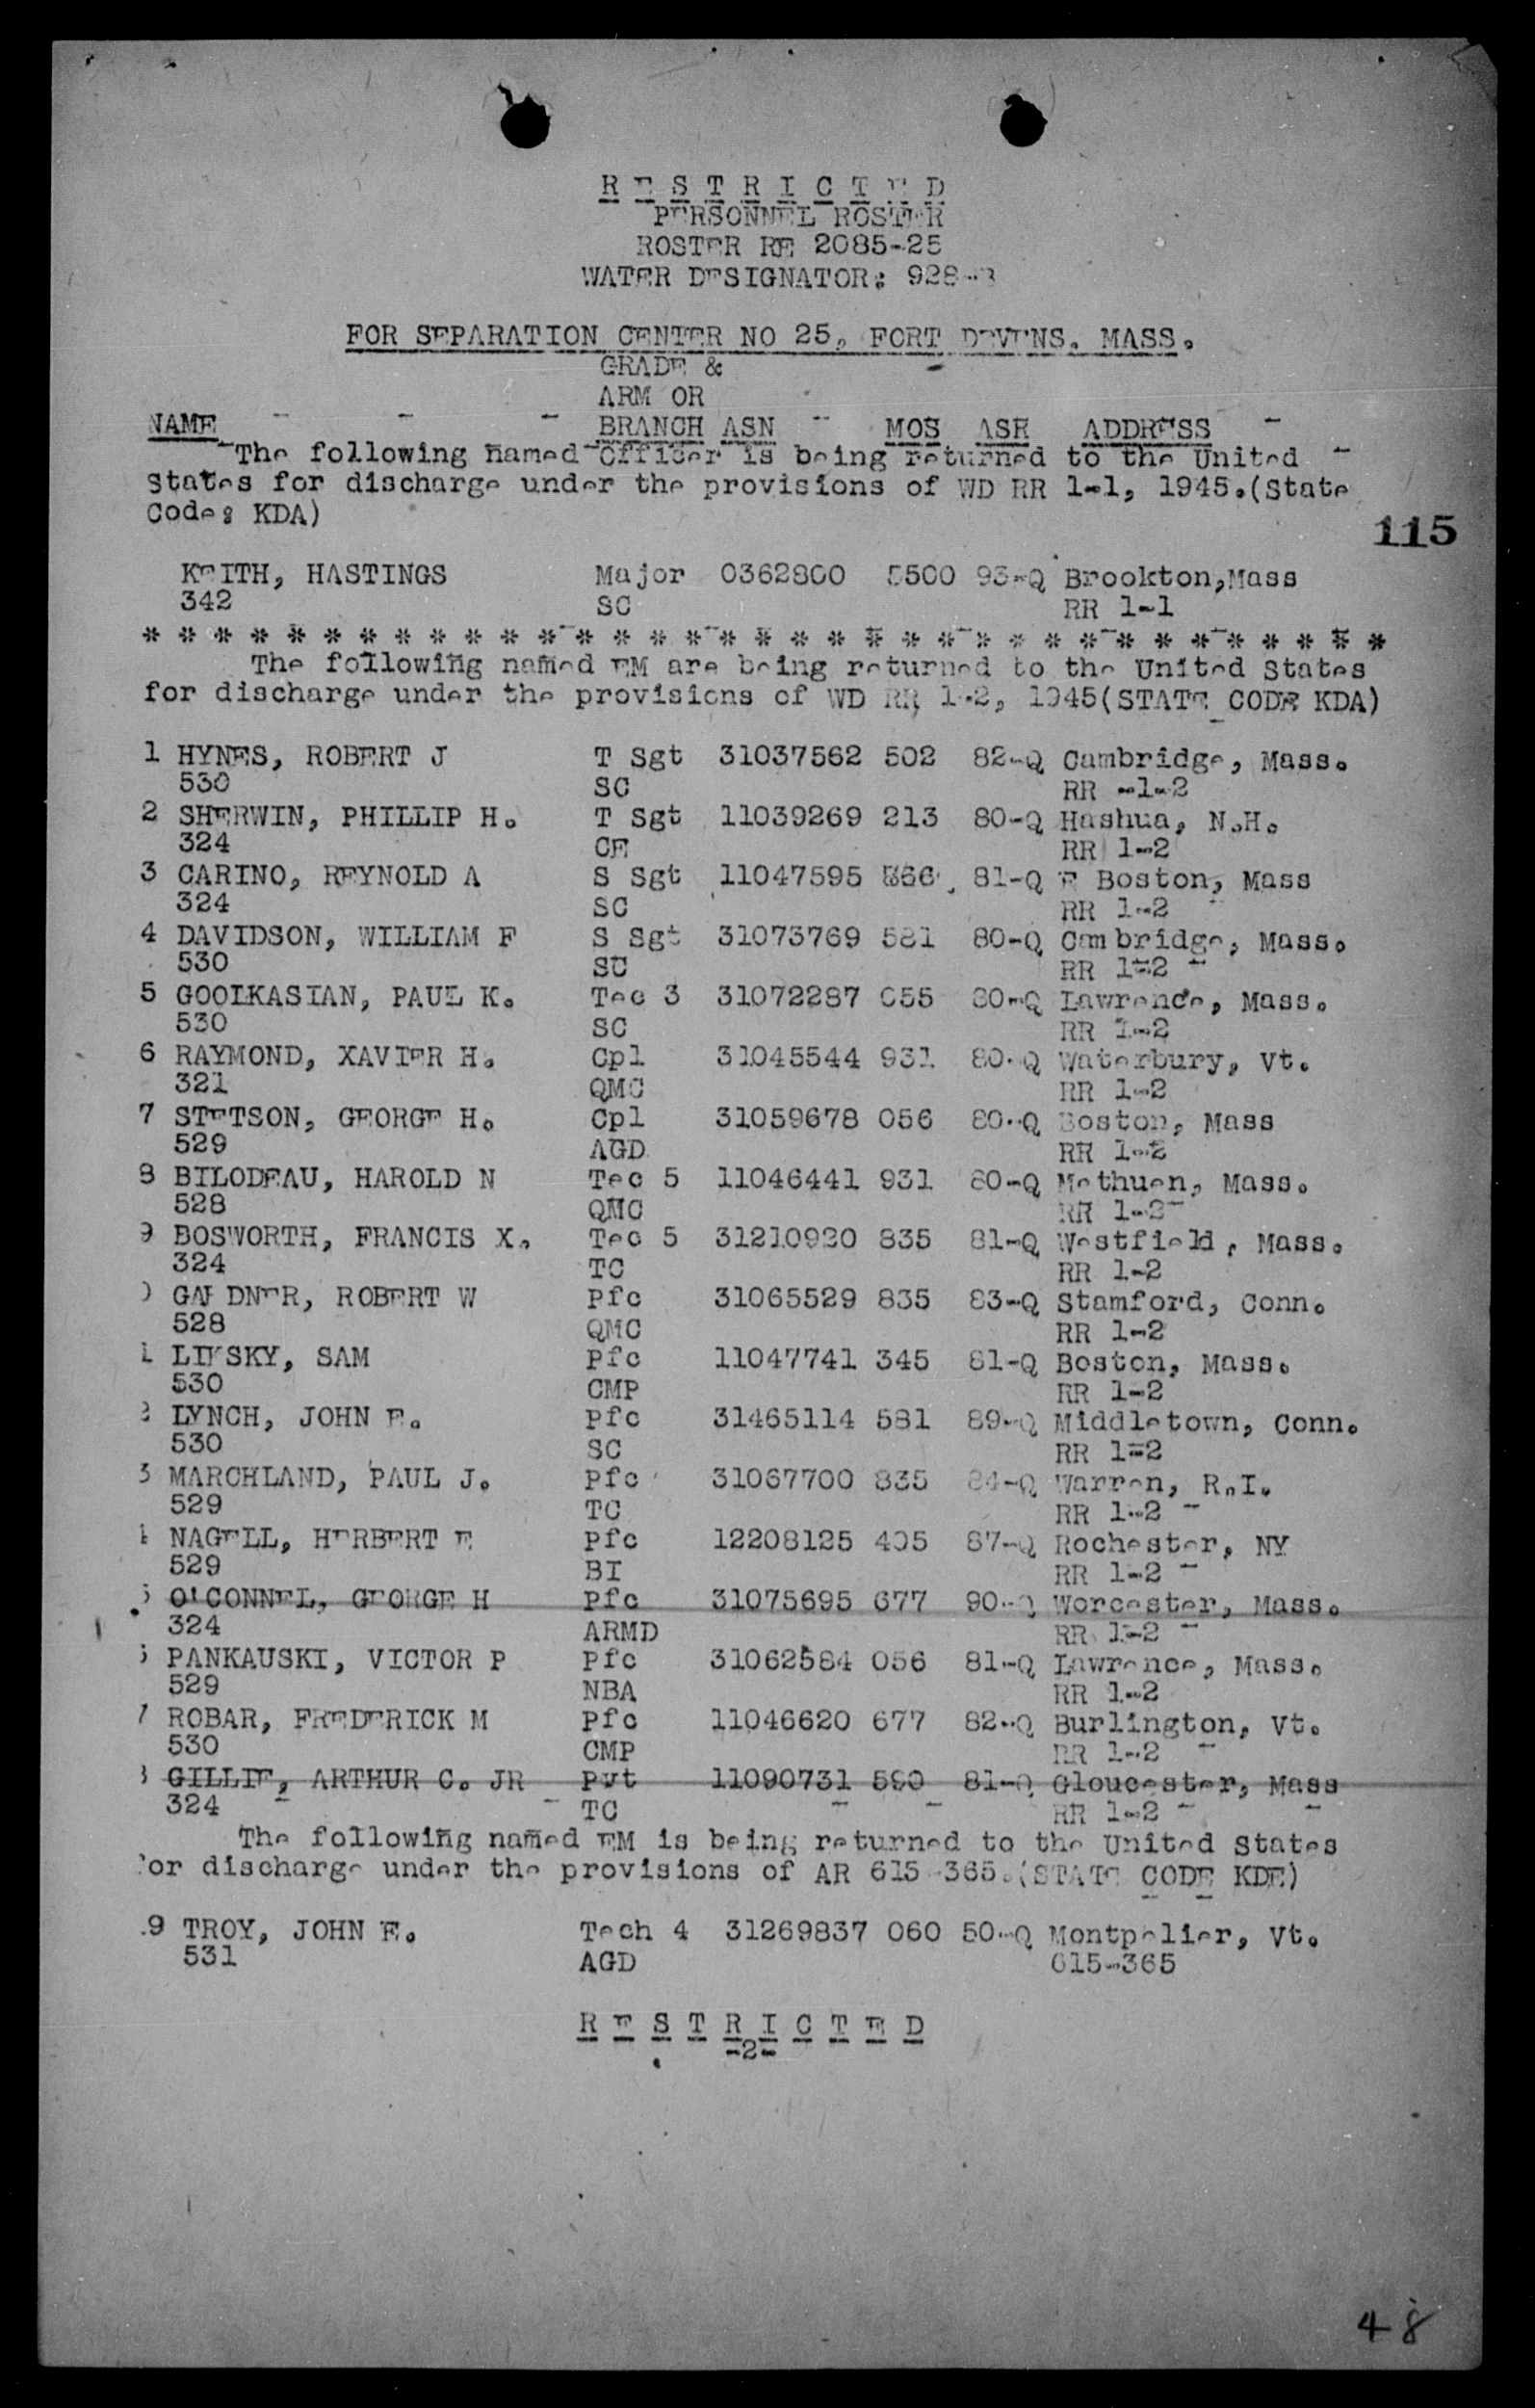 R E S T R I C T E D
PERSONNEL ROSTER
ROSTER RE 2085-25
WATER DESIGNATOR: 928-
FOR SEPARATION CENTER NO 25, FORT DEVENS. MASS.
GRADE &
ARM OR
NAME BRANCH ASN MOS ASR ADDRESS
The following named Officer is being returned to the United
States for discharge under the provisions of WD RR 1-1, 1945.(State
Code: KDA)
115
KEITH, HASTINGS Major 0362800 5500 93-Q Brookton,Mass
342 SC RR 1-1
* * * * * * * * * * * * * * * * * * * * * * * * * * * * * * * * * * *
The following named EM are being returned to the United States
for discharge under the provisions of WD RR 1-2, 1945(STATE CODE KDA)
1 HYNES, ROBERT J T Sgt 31037562 502 82-Q Cambridge, Mass.
530 SC RR -1-2
2 SHERWIN, PHILLIP H. T Sgt 11039269 213 80-Q Hashua, N.H.
324 CE RR 1-2
3 CARINO, REYNOLD A S Sgt 11047595 566 81-Q E Boston, Mass
324 SC RR 1-2
4 DAVIDSON, WILLIAM F S Sgt 31073769 581 80-Q Cambridge, Mass.
530 SC RR 1-2
5 GOOLKASIAN, PAUL K. Tec 3 31072287 055 80-Q Lawrence, Mass.
530 SC RR 1-2
6 RAYMOND, XAVIER H. Cpl 31045544 931 80-Q Waterbury, Vt.
321 QMC RR 1-2
7 STETSON, GEORGE H. Cpl 31059678 056 80-Q Boston, Mass
529 AGD RR 1-2
8 BILODEAU, HAROLD N Tec 5 11046441 931 80-Q Methuen, Mass.
528 QMC RR 1-2
9 BOSWORTH, FRANCIS X. Tec 5 31210920 835 81-Q Westfield, Mass.
324 TC RR 1-2
0 GARDNER, ROBERT W Pfc 31065529 835 83-Q Stamford, Conn.
528 QMC RR 1-2
1 LIFSKY, SAM Pfc 11047741 345 81-Q Boston, Mass.
530 CMP RR 1-2
2 LYNCH, JOHN E. Pfc 31465114 581 89-Q Middletown, Conn.
530 SC RR 1-2
3 MARCHLAND, PAUL J. Pfc 31067700 835 84-Q Warren, R.I.
529 TC RR 1-2
4 NAGELL, HERBERT E Pfc 12208125 405 87-Q Rochester, NY
529 BI RR 1-2
5 O'CONNEL, GEORGE H Pfc 31075695 677 90-Q Worcester, Mass.
324 ARMD RR 1-2
6 PANKAUSKI, VICTOR P Pfc 31062584 056 81-Q Lawrence, Mass.
529 NBA RR 1-2
7 ROBAR, FREDERICK M Pfc 11046620 677 82-Q Burlington, Vt.
530 CMP RR 1-2
8 GILLIE, ARTHUR C. JR Pvt 11090731 590 81-Q Gloucester, Mass
324 TC RR 1-2
The following named EM is being returned to the United States
for discharge under the provisions of AR 615-365.(STATE CODE KDE)
19 TROY, JOHN E. Tech 4 31269837 060 50-Q Montpelier, Vt.
531 AGD 615-365
R E S T R I C T E D
-2-
48